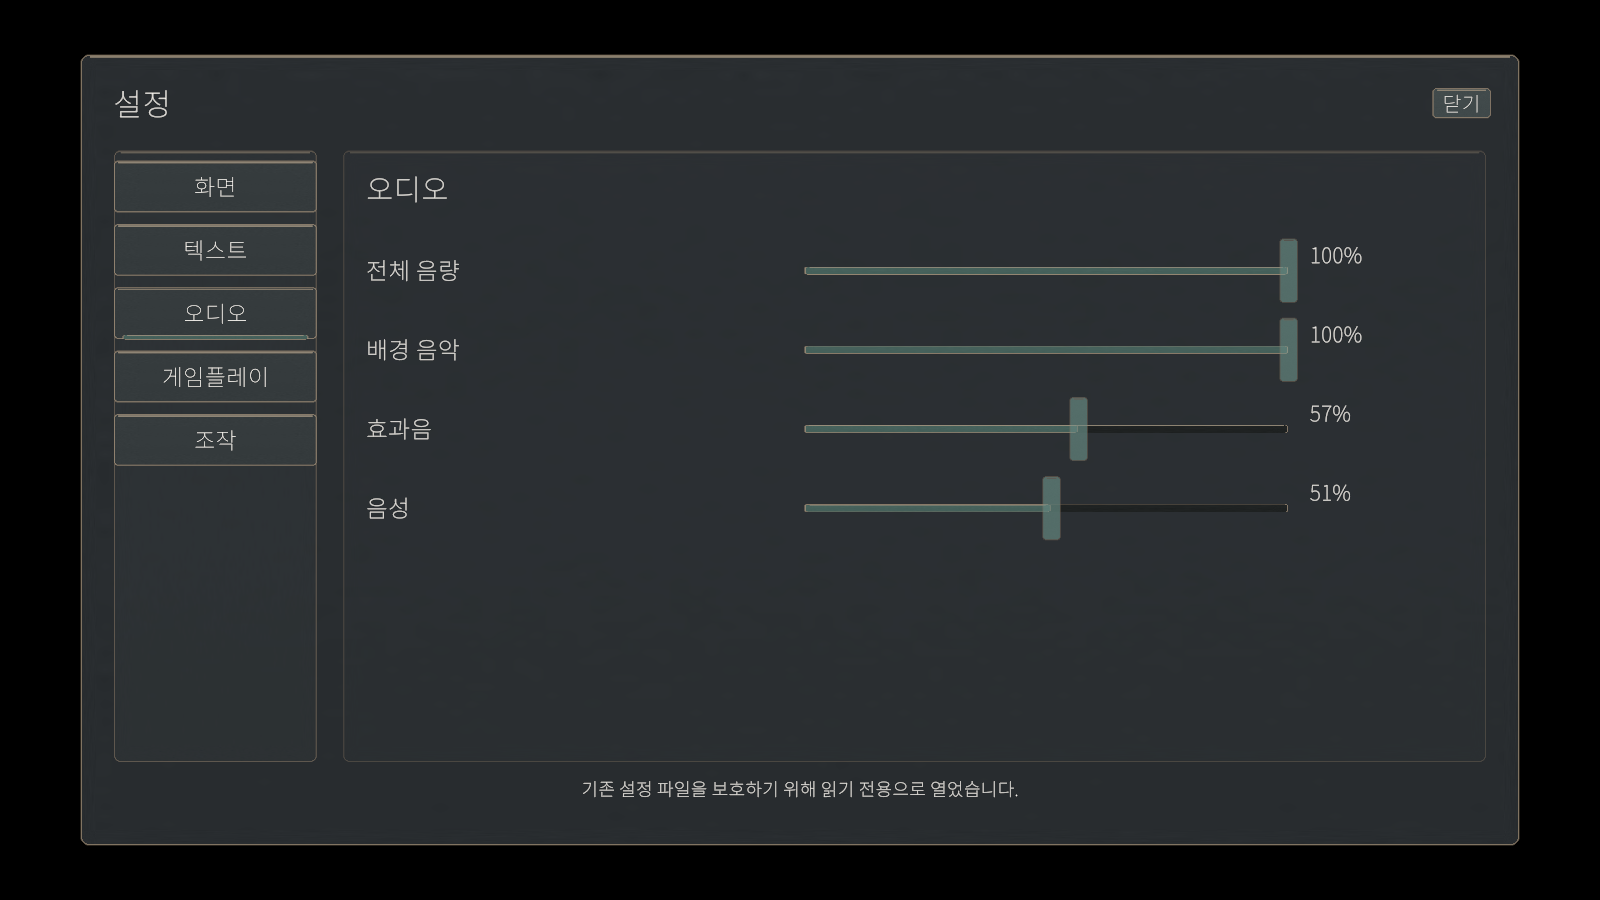 설정
닫기
화면
텍스트
오디오
게임플레이
조작
오디오
전체 음량
100%
배경 음악
100%
효과음
57%
음성
51%
기존 설정 파일을 보호하기 위해 읽기 전용으로 열었습니다.